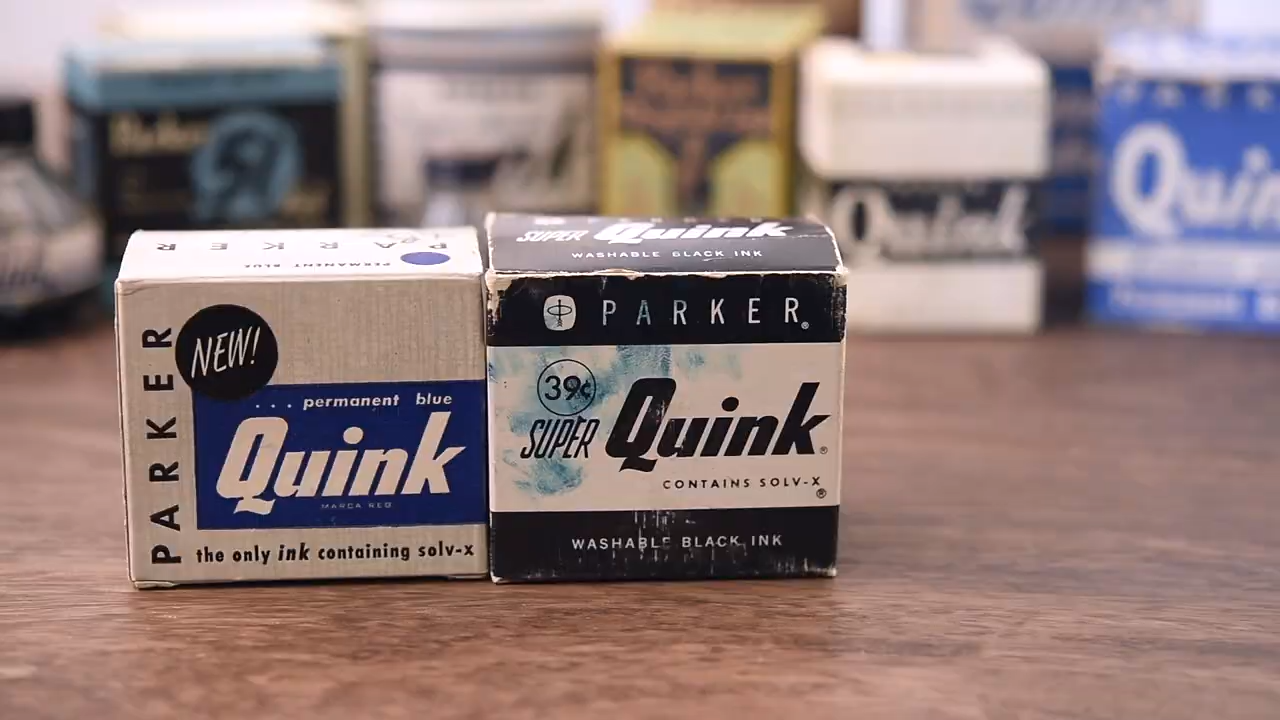 PARKER
PERMANENT BLUE
PARKER
NEW!
... permanent blue
Quink
MARCA REG
the only ink containing solv-x
PARKER
SUPER Quink
WASHABLE BLACK INK
PARKER®
39¢
SUPER Quink®
CONTAINS SOLV-X®
WASHABLE BLACK INK
Quink